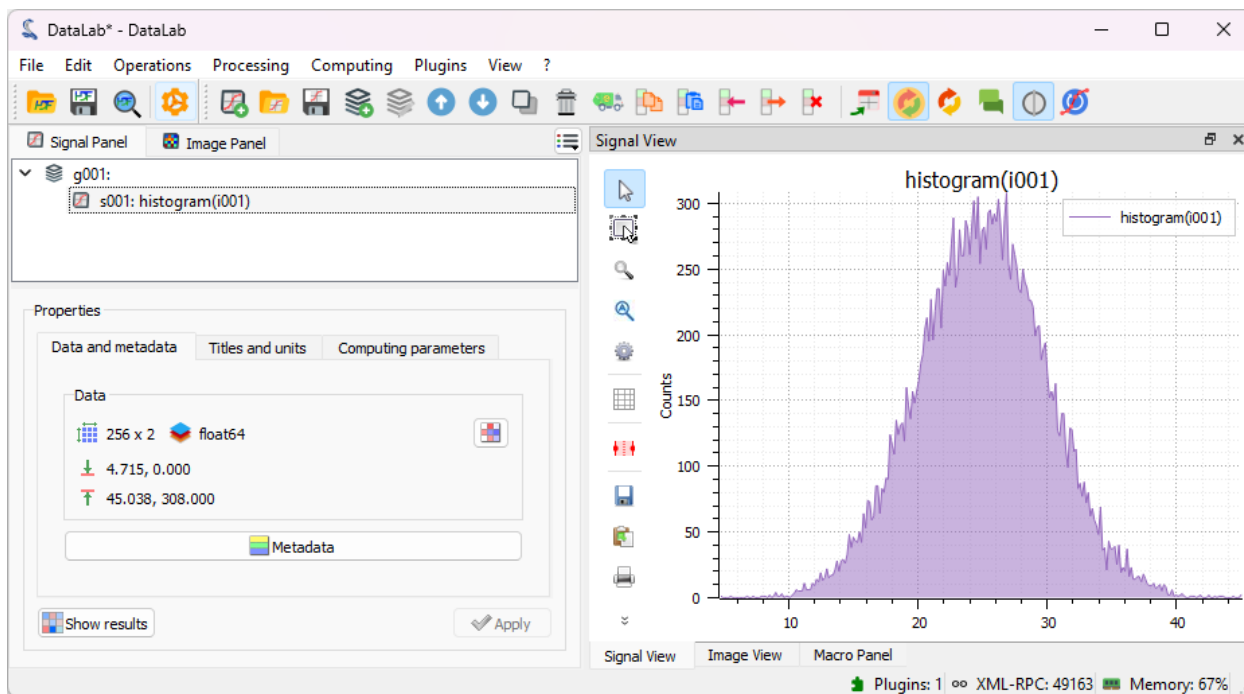 DataLab* - DataLab
File Edit Operations Processing Computing Plugins View ?
Signal Panel Image Panel
g001:
s001: histogram(i001)
Properties
Data and metadata Titles and units Computing parameters
Data
256 x 2 float64
4.715, 0.000
45.038, 308.000
Metadata
Show results Apply
Signal View
histogram(i001)
histogram(i001)
Counts
300
250
200
150
100
50
0
10 20 30 40
Signal View Image View Macro Panel
Plugins: 1 XML-RPC: 49163 Memory: 67%